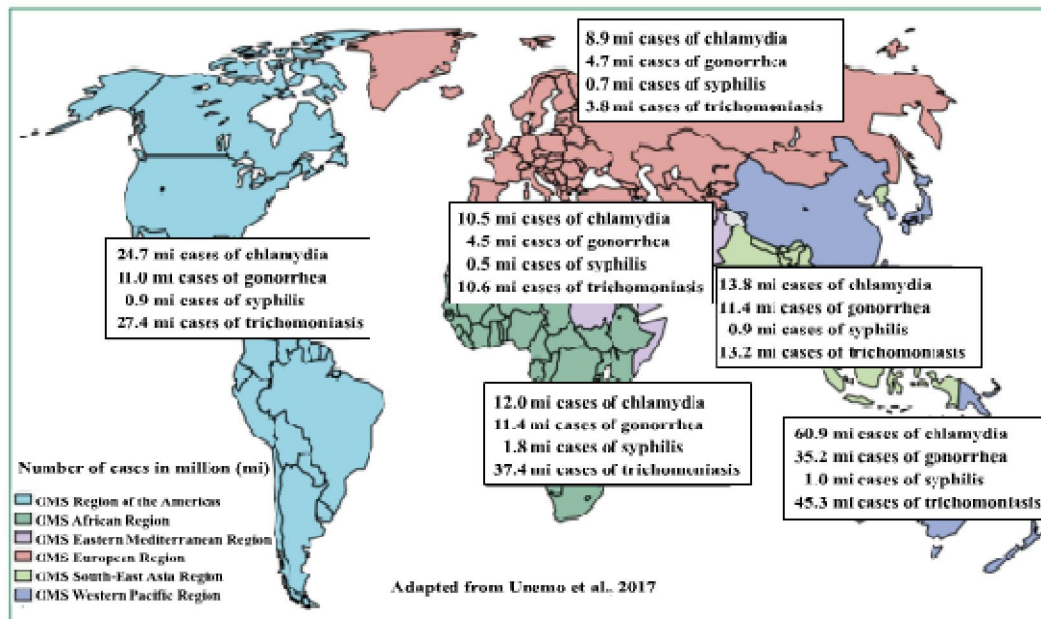 8.9 mi cases of chlamydia
4.7 mi cases of gonorrhea
0.7 mi cases of syphilis
3.8 mi cases of trichomoniasis
10.5 mi cases of chlamydia
4.5 mi cases of gonorrhea
0.5 mi cases of syphilis
10.6 mi cases of trichomoniasis
24.7 mi cases of chlamydia
11.0 mi cases of gonorrhea
0.9 mi cases of syphilis
27.4 mi cases of trichomoniasis
13.8 mi cases of chlamydia
11.4 mi cases of gonorrhea
0.9 mi cases of syphilis
13.2 mi cases of trichomoniasis
12.0 mi cases of chlamydia
11.4 mi cases of gonorrhea
1.8 mi cases of syphilis
37.4 mi cases of trichomoniasis
60.9 mi cases of chlamydia
35.2 mi cases of gonorrhea
1.0 mi cases of syphilis
45.3 mi cases of trichomoniasis
Number of cases in million (mi)
OMS Region of the Americas
OMS African Region
OMS Eastern Mediterranean Region
OMS European Region
OMS South-East Asia Region
OMS Western Pacific Region
Adapted from Unemo et al., 2017